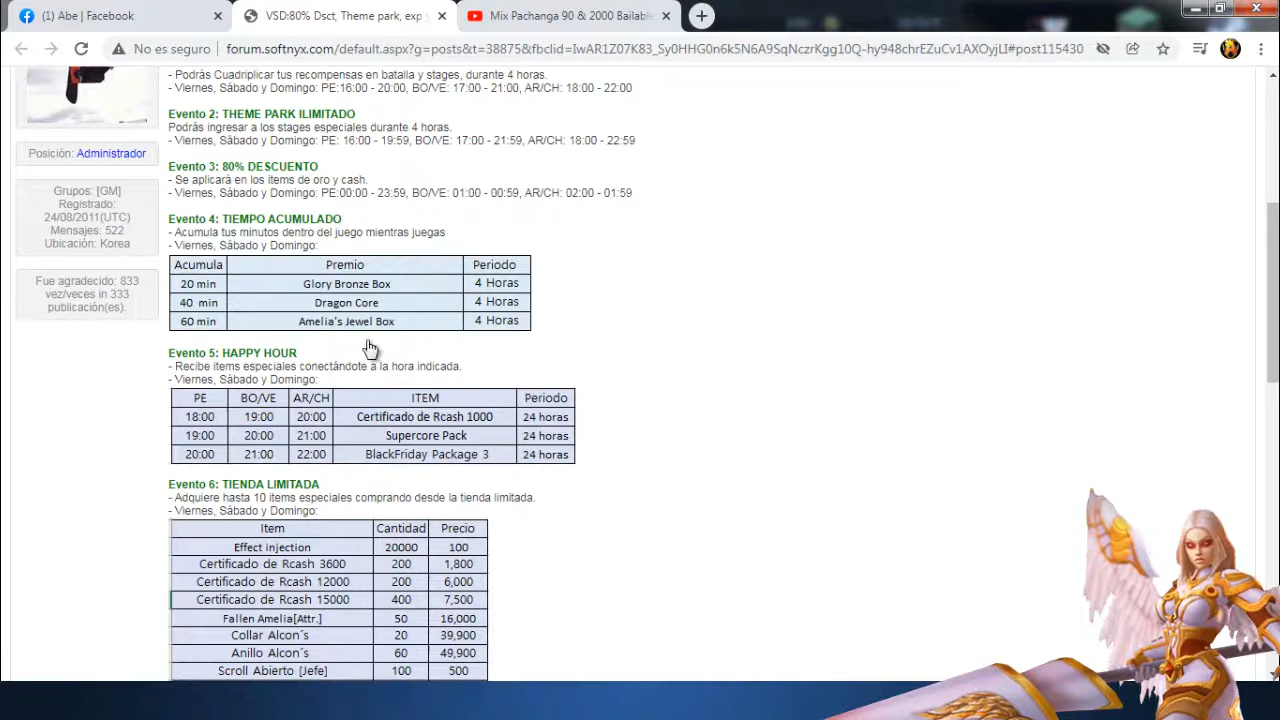 (1) Abe | Facebook
VSD:80% Dsct, Theme park, exp y
Mix Pachanga 90 & 2000 Bailable
No es seguro
forum.softnyx.com/default.aspx?g=posts&t=38875&fbclid=IwAR1Z07K83_Sy0HHG0n6k5N6A9SqNczrKgg10Q-hy948chrEZuCv1AXOyjLI#post115430
- Podrás Cuadriplicar tus recompensas en batalla y stages, durante 4 horas.
- Viernes, Sábado y Domingo: PE:16:00 - 20:00, BO/VE: 17:00 - 21:00, AR/CH: 18:00 - 22:00
Evento 2: THEME PARK ILIMITADO
Podrás ingresar a los stages especiales durante 4 horas.
- Viernes, Sábado y Domingo: PE: 16:00 - 19:59, BO/VE: 17:00 - 21:59, AR/CH: 18:00 - 22:59
Posición: Administrador
Evento 3: 80% DESCUENTO
- Se aplicará en los items de oro y cash.
- Viernes, Sábado y Domingo: PE:00:00 - 23:59, BO/VE: 01:00 - 00:59, AR/CH: 02:00 - 01:59
Grupos: [GM]
Registrado:
24/08/2011(UTC)
Mensajes: 522
Ubicación: Korea
Fue agradecido: 833
vez/veces in 333
publicación(es).
Evento 4: TIEMPO ACUMULADO
- Acumula tus minutos dentro del juego mientras juegas
- Viernes, Sábado y Domingo:
Acumula Premio Periodo
20 min Glory Bronze Box 4 Horas
40 min Dragon Core 4 Horas
60 min Amelia's Jewel Box 4 Horas
Evento 5: HAPPY HOUR
- Recibe items especiales conectándote a la hora indicada.
- Viernes, Sábado y Domingo:
PE BO/VE AR/CH ITEM Periodo
18:00 19:00 20:00 Certificado de Rcash 1000 24 horas
19:00 20:00 21:00 Supercore Pack 24 horas
20:00 21:00 22:00 BlackFriday Package 3 24 horas
Evento 6: TIENDA LIMITADA
- Adquiere hasta 10 items especiales comprando desde la tienda limitada.
- Viernes, Sábado y Domingo:
Item Cantidad Precio
Effect injection 20000 100
Certificado de Rcash 3600 200 1,800
Certificado de Rcash 12000 200 6,000
Certificado de Rcash 15000 400 7,500
Fallen Amelia[Attr.] 50 16,000
Collar Alcon´s 20 39,900
Anillo Alcon´s 60 49,900
Scroll Abierto [Jefe] 100 500